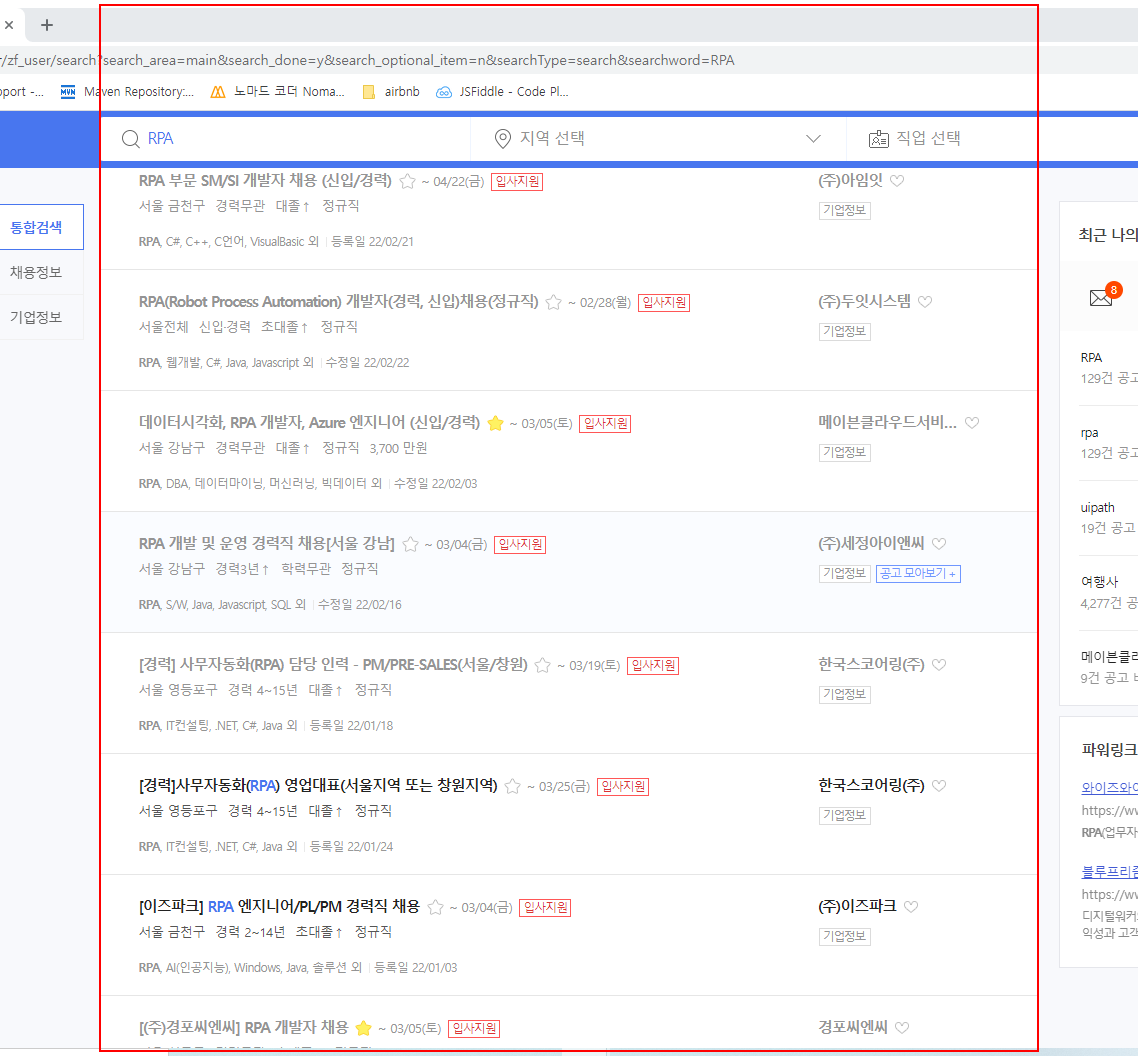 r/zf_user/search?search_area=main&search_done=y&search_optional_item=n&searchType=search&searchword=RPA
pport -... Maven Repository:... 노마드 코더 Noma... airbnb JSFiddle - Code Pl...
RPA 지역 선택 직업 선택
통합검색
채용정보
기업정보
RPA 부문 SM/SI 개발자 채용 (신입/경력) ~ 04/22(금) 입사지원 (주)아임잇
서울 금천구 경력무관 대졸↑ 정규직 기업정보
RPA, C#, C++, C언어, VisualBasic 외 등록일 22/02/21
RPA(Robot Process Automation) 개발자(경력, 신입)채용(정규직) ~ 02/28(월) 입사지원 (주)두잇시스템
서울전체 신입·경력 초대졸↑ 정규직 기업정보
RPA, 웹개발, C#, Java, Javascript 외 수정일 22/02/22
데이터시각화, RPA 개발자, Azure 엔지니어 (신입/경력) ~ 03/05(토) 입사지원 메이븐클라우드서비...
서울 강남구 경력무관 대졸↑ 정규직 3,700 만원 기업정보
RPA, DBA, 데이터마이닝, 머신러닝, 빅데이터 외 수정일 22/02/03
RPA 개발 및 운영 경력직 채용[서울 강남] ~ 03/04(금) 입사지원 (주)세정아이앤씨
서울 강남구 경력3년↑ 학력무관 정규직 기업정보 공고 모아보기 +
RPA, S/W, Java, Javascript, SQL 외 수정일 22/02/16
[경력] 사무자동화(RPA) 담당 인력 - PM/PRE-SALES(서울/창원) ~ 03/19(토) 입사지원 한국스코어링(주)
서울 영등포구 경력 4~15년 대졸↑ 정규직 기업정보
RPA, IT컨설팅, .NET, C#, Java 외 등록일 22/01/18
[경력]사무자동화(RPA) 영업대표(서울지역 또는 창원지역) ~ 03/25(금) 입사지원 한국스코어링(주)
서울 영등포구 경력 4~15년 대졸↑ 정규직 기업정보
RPA, IT컨설팅, .NET, C#, Java 외 등록일 22/01/24
[이즈파크] RPA 엔지니어/PL/PM 경력직 채용 ~ 03/04(금) 입사지원 (주)이즈파크
서울 금천구 경력 2~14년 초대졸↑ 정규직 기업정보
RPA, AI(인공지능), Windows, Java, 솔루션 외 등록일 22/01/03
[(주)경포씨엔씨] RPA 개발자 채용 ~ 03/05(토) 입사지원 경포씨엔씨
최근 나의
8
RPA
129건 공고
rpa
129건 공고
uipath
19건 공고
여행사
4,277건 공
메이븐클라
9건 공고 ㅂ
파워링크
와이즈와이
https://ww
RPA(업무자
블루프리즘
https://ww
디지털워커
익성과 고객